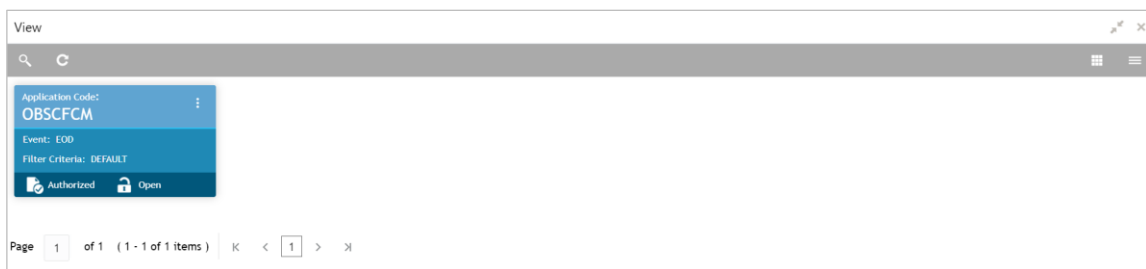 View
Application Code:
OBSCFCM
Event: EOD
Filter Criteria: DEFAULT
Authorized Open
Page 1 of 1 ( 1 - 1 of 1 items ) 1